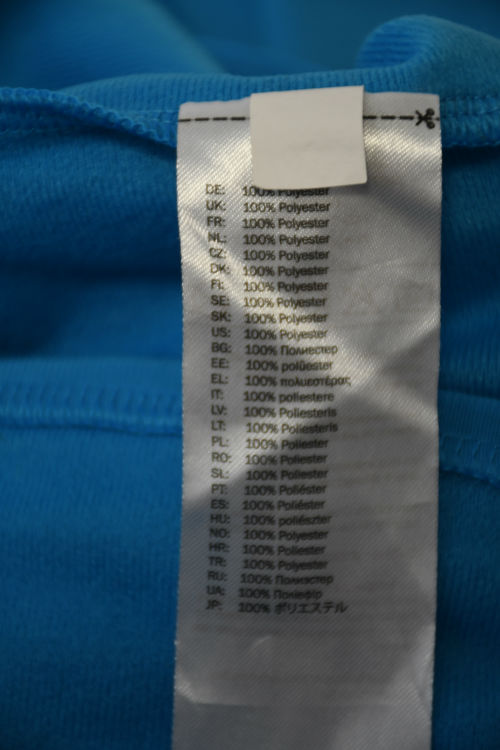 DE: 100% Polyester
UK: 100% Polyester
FR: 100% Polyester
NL: 100% Polyester
CZ: 100% Polyester
DK: 100% Polyester
FI: 100% Polyester
SE: 100% Polyester
SK: 100% Polyester
US: 100% Polyester
BG: 100% Полиестер
EE: 100% polüester
EL: 100% πολυεστέρας
IT: 100% poliestere
LV: 100% Poliesteris
LT: 100% Poliesteris
PL: 100% Poliester
RO: 100% Poliester
SL: 100% Poliester
PT: 100% Poliéster
ES: 100% Poliéster
HU: 100% poliészter
NO: 100% Polyester
HR: 100% Poliester
TR: 100% Polyester
RU: 100% Полиэстер
UA: 100% Поліефір
JP: 100% ポリエステル